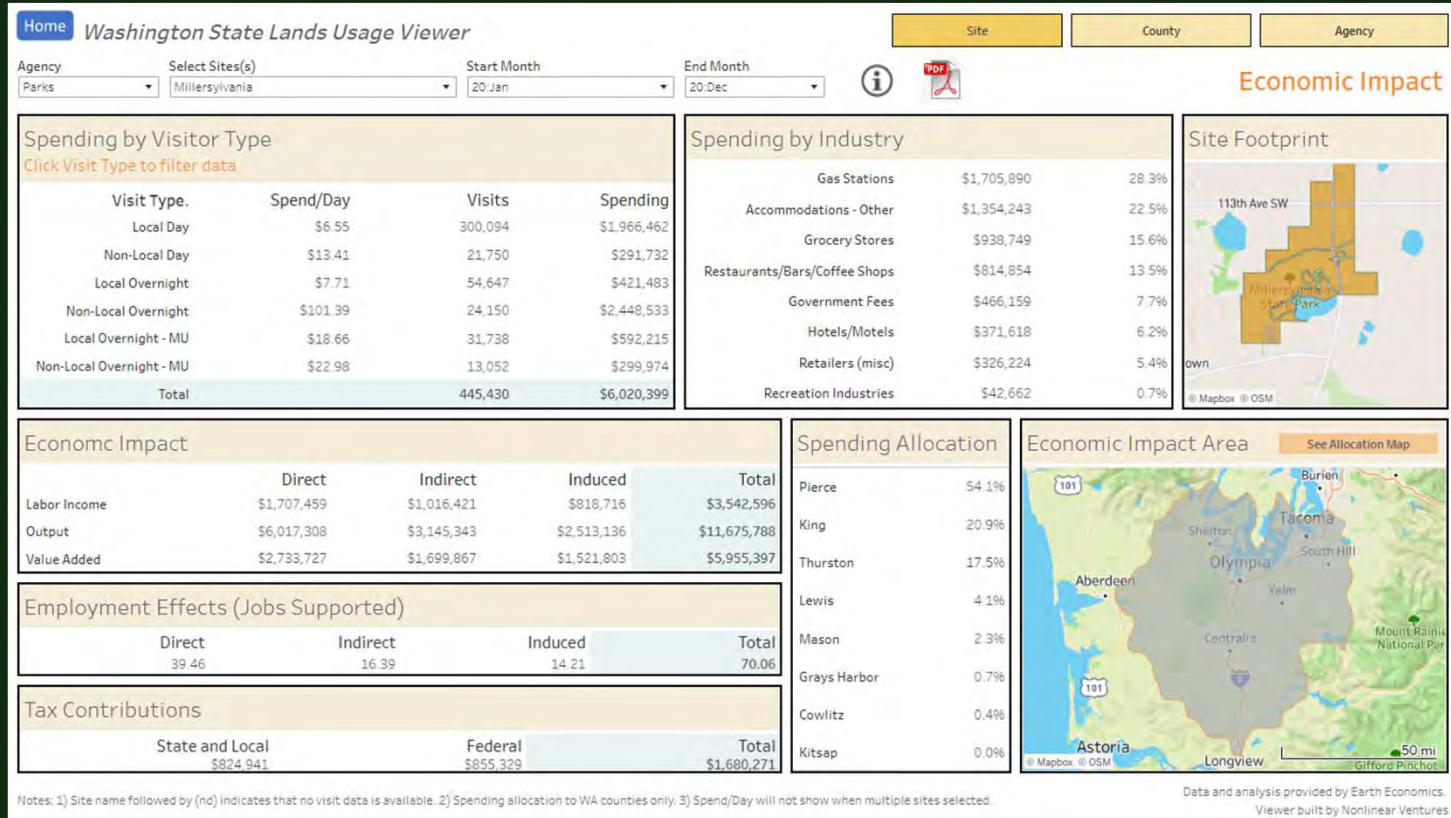 Home
Washington State Lands Usage Viewer
Site
County
Agency
Agency
Select Sites(s)
Start Month
End Month
Parks
Millersylvania
20:Jan
20:Dec
PDF
Economic Impact
Spending by Visitor Type
Click Visit Type to filter data
Visit Type. Spend/Day Visits Spending
Local Day $6.55 300,094 $1,966,462
Non-Local Day $13.41 21,750 $291,732
Local Overnight $7.71 54,647 $421,483
Non-Local Overnight $101.39 24,150 $2,448,533
Local Overnight - MU $18.66 31,738 $592,215
Non-Local Overnight - MU $22.98 13,052 $299,974
Total 445,430 $6,020,399
Spending by Industry
Gas Stations $1,705,890 28.3%
Accommodations - Other $1,354,243 22.5%
Grocery Stores $938,749 15.6%
Restaurants/Bars/Coffee Shops $814,854 13.5%
Government Fees $466,159 7.7%
Hotels/Motels $371,618 6.2%
Retailers (misc) $326,224 5.4%
Recreation Industries $42,662 0.7%
Site Footprint
113th Ave SW
Millersylvania
State Park
own
© Mapbox © OSM
Economc Impact
Direct Indirect Induced Total
Labor Income $1,707,459 $1,016,421 $818,716 $3,542,596
Output $6,017,308 $3,145,343 $2,513,136 $11,675,788
Value Added $2,733,727 $1,699,867 $1,521,803 $5,955,397
Employment Effects (Jobs Supported)
Direct Indirect Induced Total
39.46 16.39 14.21 70.06
Tax Contributions
State and Local Federal Total
$824,941 $855,329 $1,680,271
Spending Allocation
Pierce 54.1%
King 20.9%
Thurston 17.5%
Lewis 4.1%
Mason 2.3%
Grays Harbor 0.7%
Cowlitz 0.4%
Kitsap 0.0%
Economic Impact Area
See Allocation Map
101
Burien
Tacoma
Shelton
South Hill
Olympia
Aberdeen
Yelm
Centralia
Mount Rainie
National Par
5
101
Astoria
Longview
50 mi
Gifford Pinchot
© Mapbox © OSM
Notes: 1) Site name followed by (nd) indicates that no visit data is available. 2) Spending allocation to WA counties only. 3) Spend/Day will not show when multiple sites selected.
Data and analysis provided by Earth Economics.
Viewer built by Nonlinear Ventures